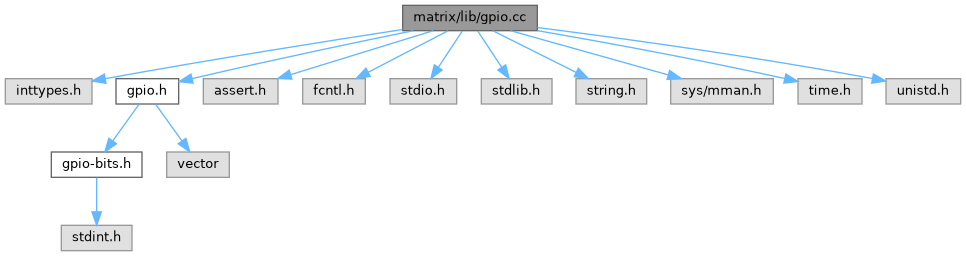 matrix/lib/gpio.cc
inttypes.h
gpio.h
assert.h
fcntl.h
stdio.h
stdlib.h
string.h
sys/mman.h
time.h
unistd.h
gpio-bits.h
vector
stdint.h